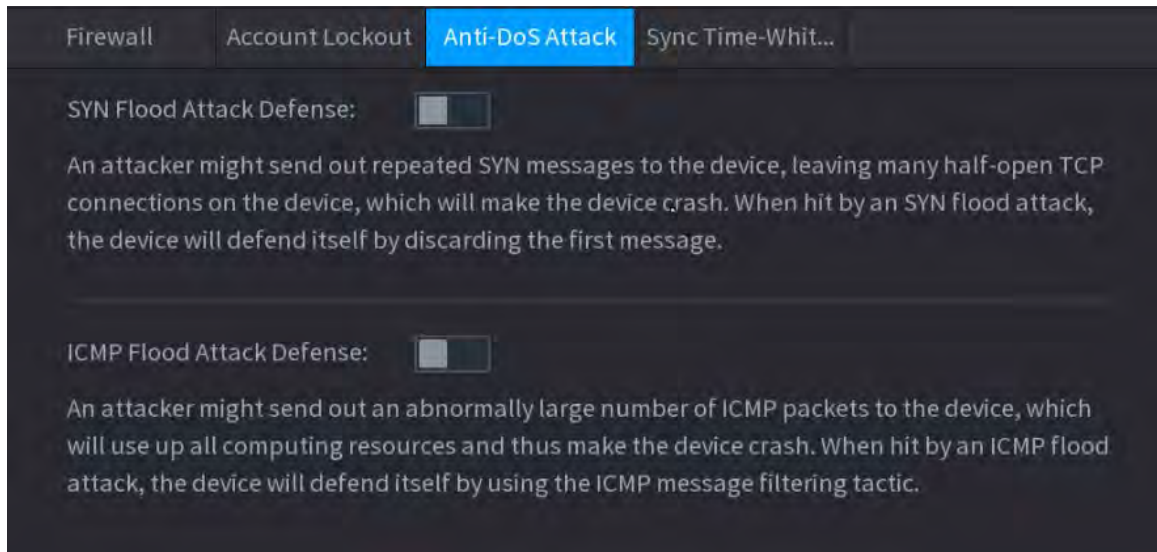 Firewall Account Lockout Anti-DoS Attack Sync Time-Whit...
SYN Flood Attack Defense:
An attacker might send out repeated SYN messages to the device, leaving many half-open TCP
connections on the device, which will make the device crash. When hit by an SYN flood attack,
the device will defend itself by discarding the first message.
ICMP Flood Attack Defense:
An attacker might send out an abnormally large number of ICMP packets to the device, which
will use up all computing resources and thus make the device crash. When hit by an ICMP flood
attack, the device will defend itself by using the ICMP message filtering tactic.